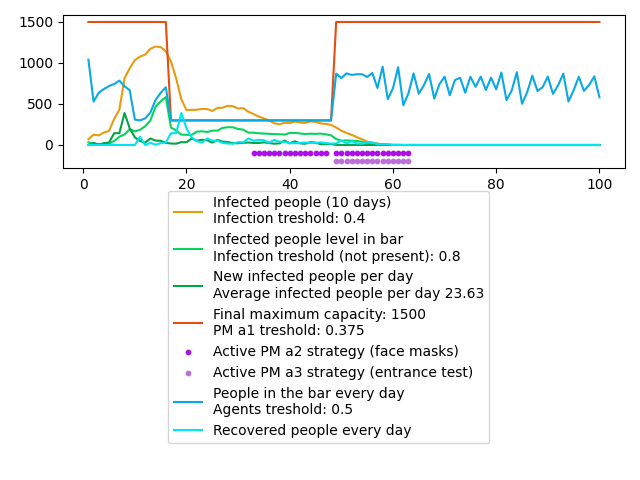 1500
1000
500
0
0 20 40 60 80 100
Infected people (10 days)
Infection treshold: 0.4
Infected people level in bar
Infection treshold (not present): 0.8
New infected people per day
Average infected people per day 23.63
Final maximum capacity: 1500
PM a1 treshold: 0.375
Active PM a2 strategy (face masks)
Active PM a3 strategy (entrance test)
People in the bar every day
Agents treshold: 0.5
Recovered people every day